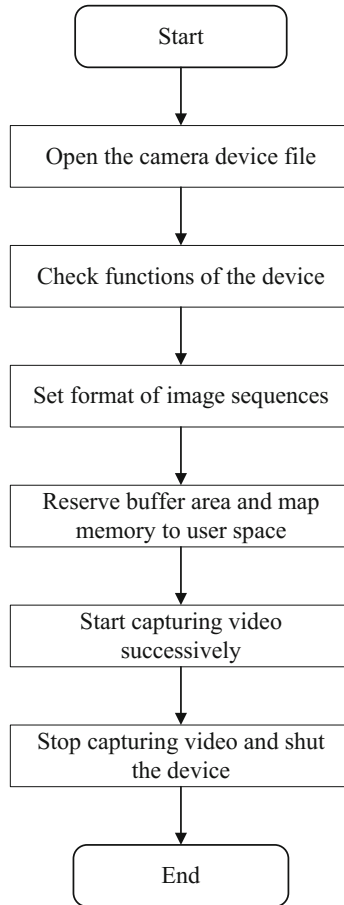 Start
Open the camera device file
Check functions of the device
Set format of image sequences
Reserve buffer area and map
memory to user space
Start capturing video
successively
Stop capturing video and shut
the device
End